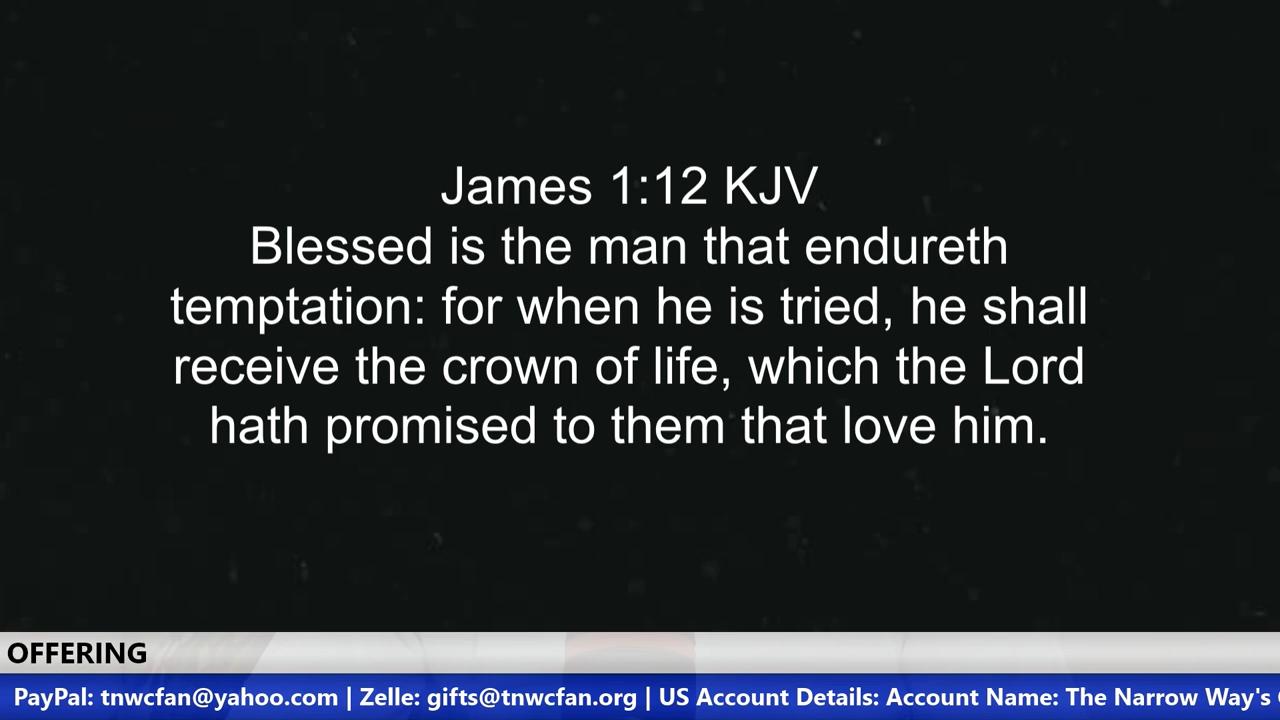 James 1:12 KJV
Blessed is the man that endureth
temptation: for when he is tried, he shall
receive the crown of life, which the Lord
hath promised to them that love him.
OFFERING
PayPal: tnwcfan@yahoo.com | Zelle: gifts@tnwcfan.org | US Account Details: Account Name: The Narrow Way's